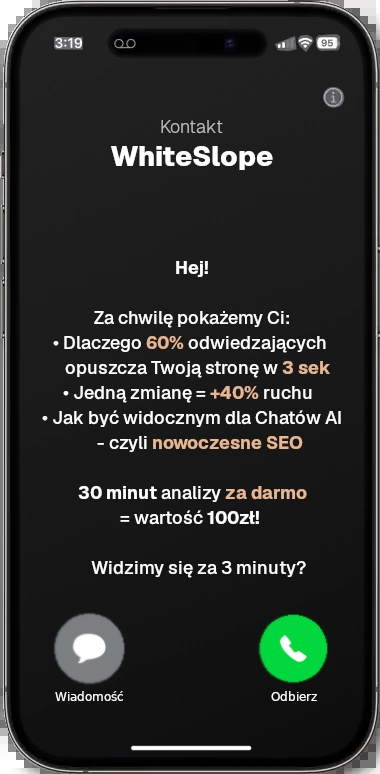 3:19
95
Kontakt
WhiteSlope
Hej!
Za chwilę pokażemy Ci:
• Dlaczego 60% odwiedzających
opuszcza Twoją stronę w 3 sek
• Jedną zmianę = +40% ruchu
• Jak być widocznym dla Chatów AI
- czyli nowoczesne SEO
30 minut analizy za darmo
= wartość 100zł!
Widzimy się za 3 minuty?
Wiadomość
Odbierz